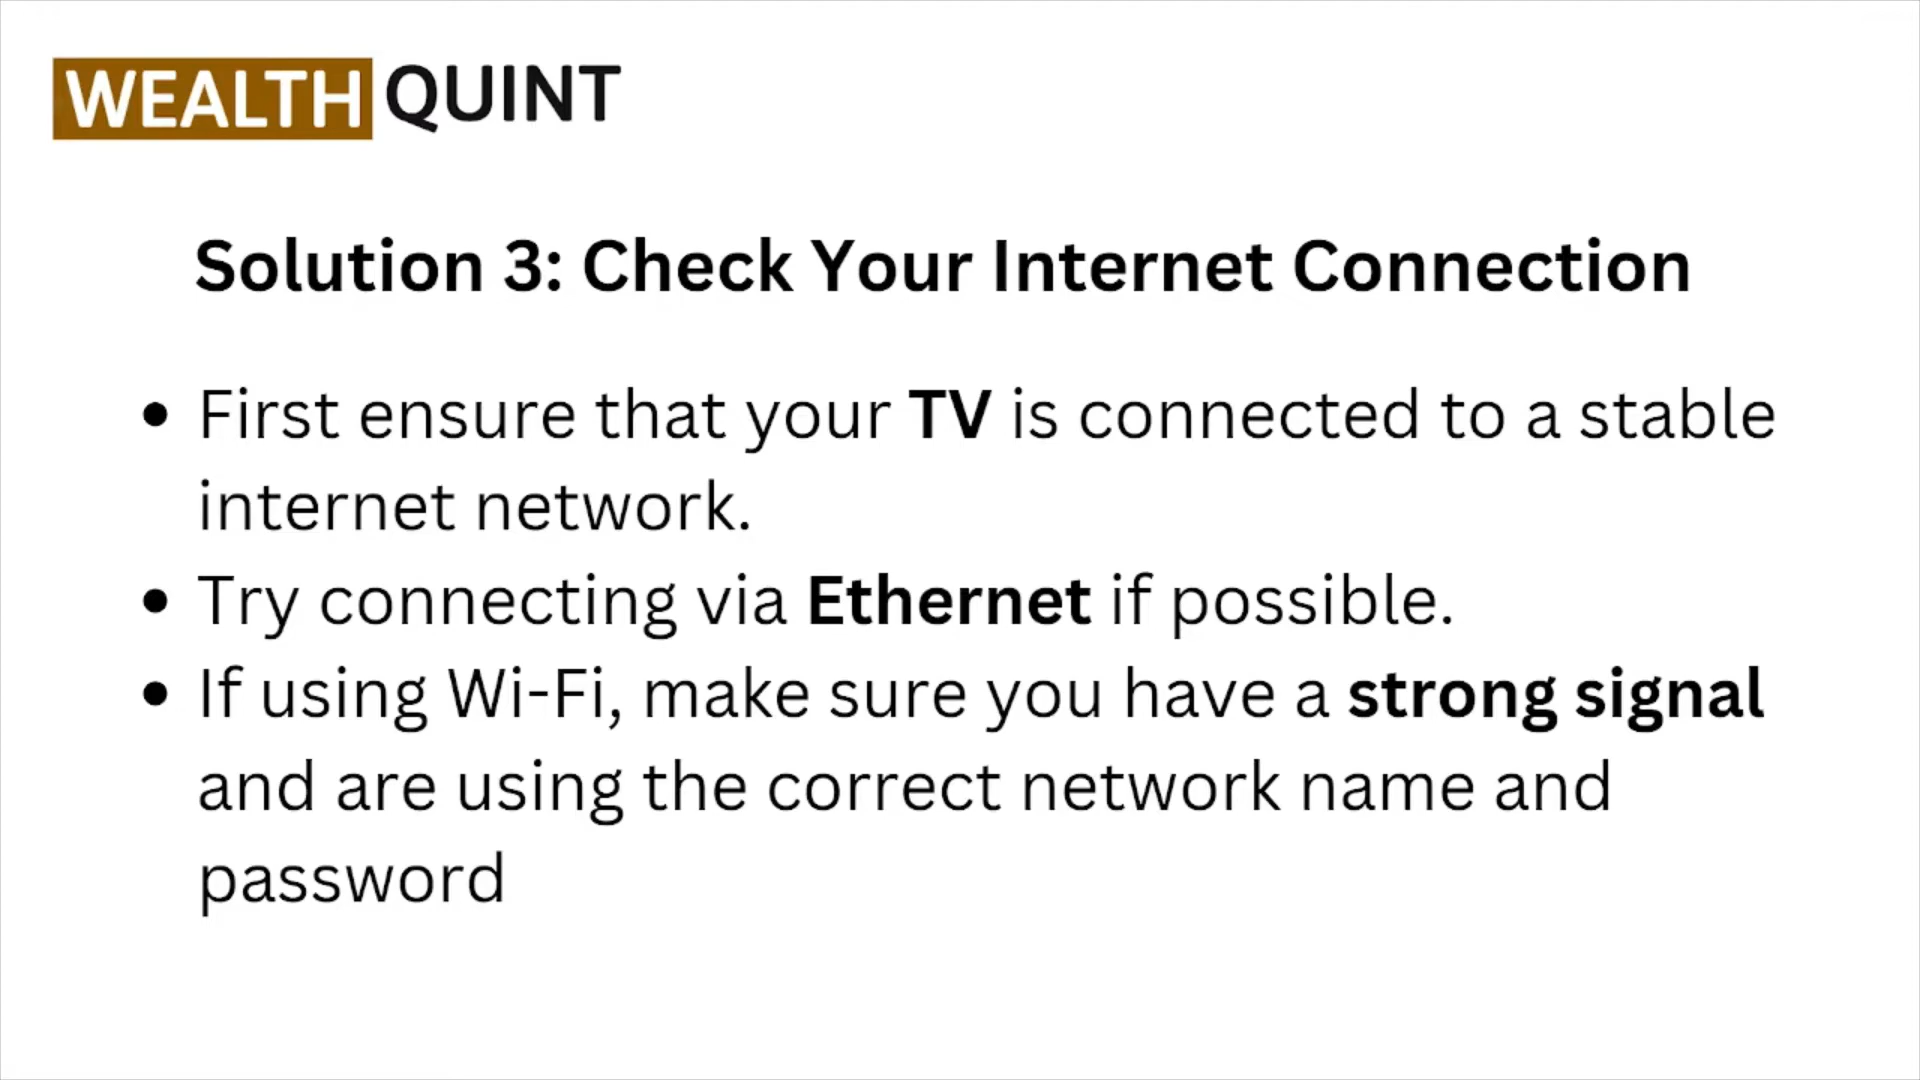 WEALTH QUINT
Solution 3: Check Your Internet Connection
• First ensure that your TV is connected to a stable
internet network.
• Try connecting via Ethernet if possible.
• If using Wi-Fi, make sure you have a strong signal
and are using the correct network name and
password